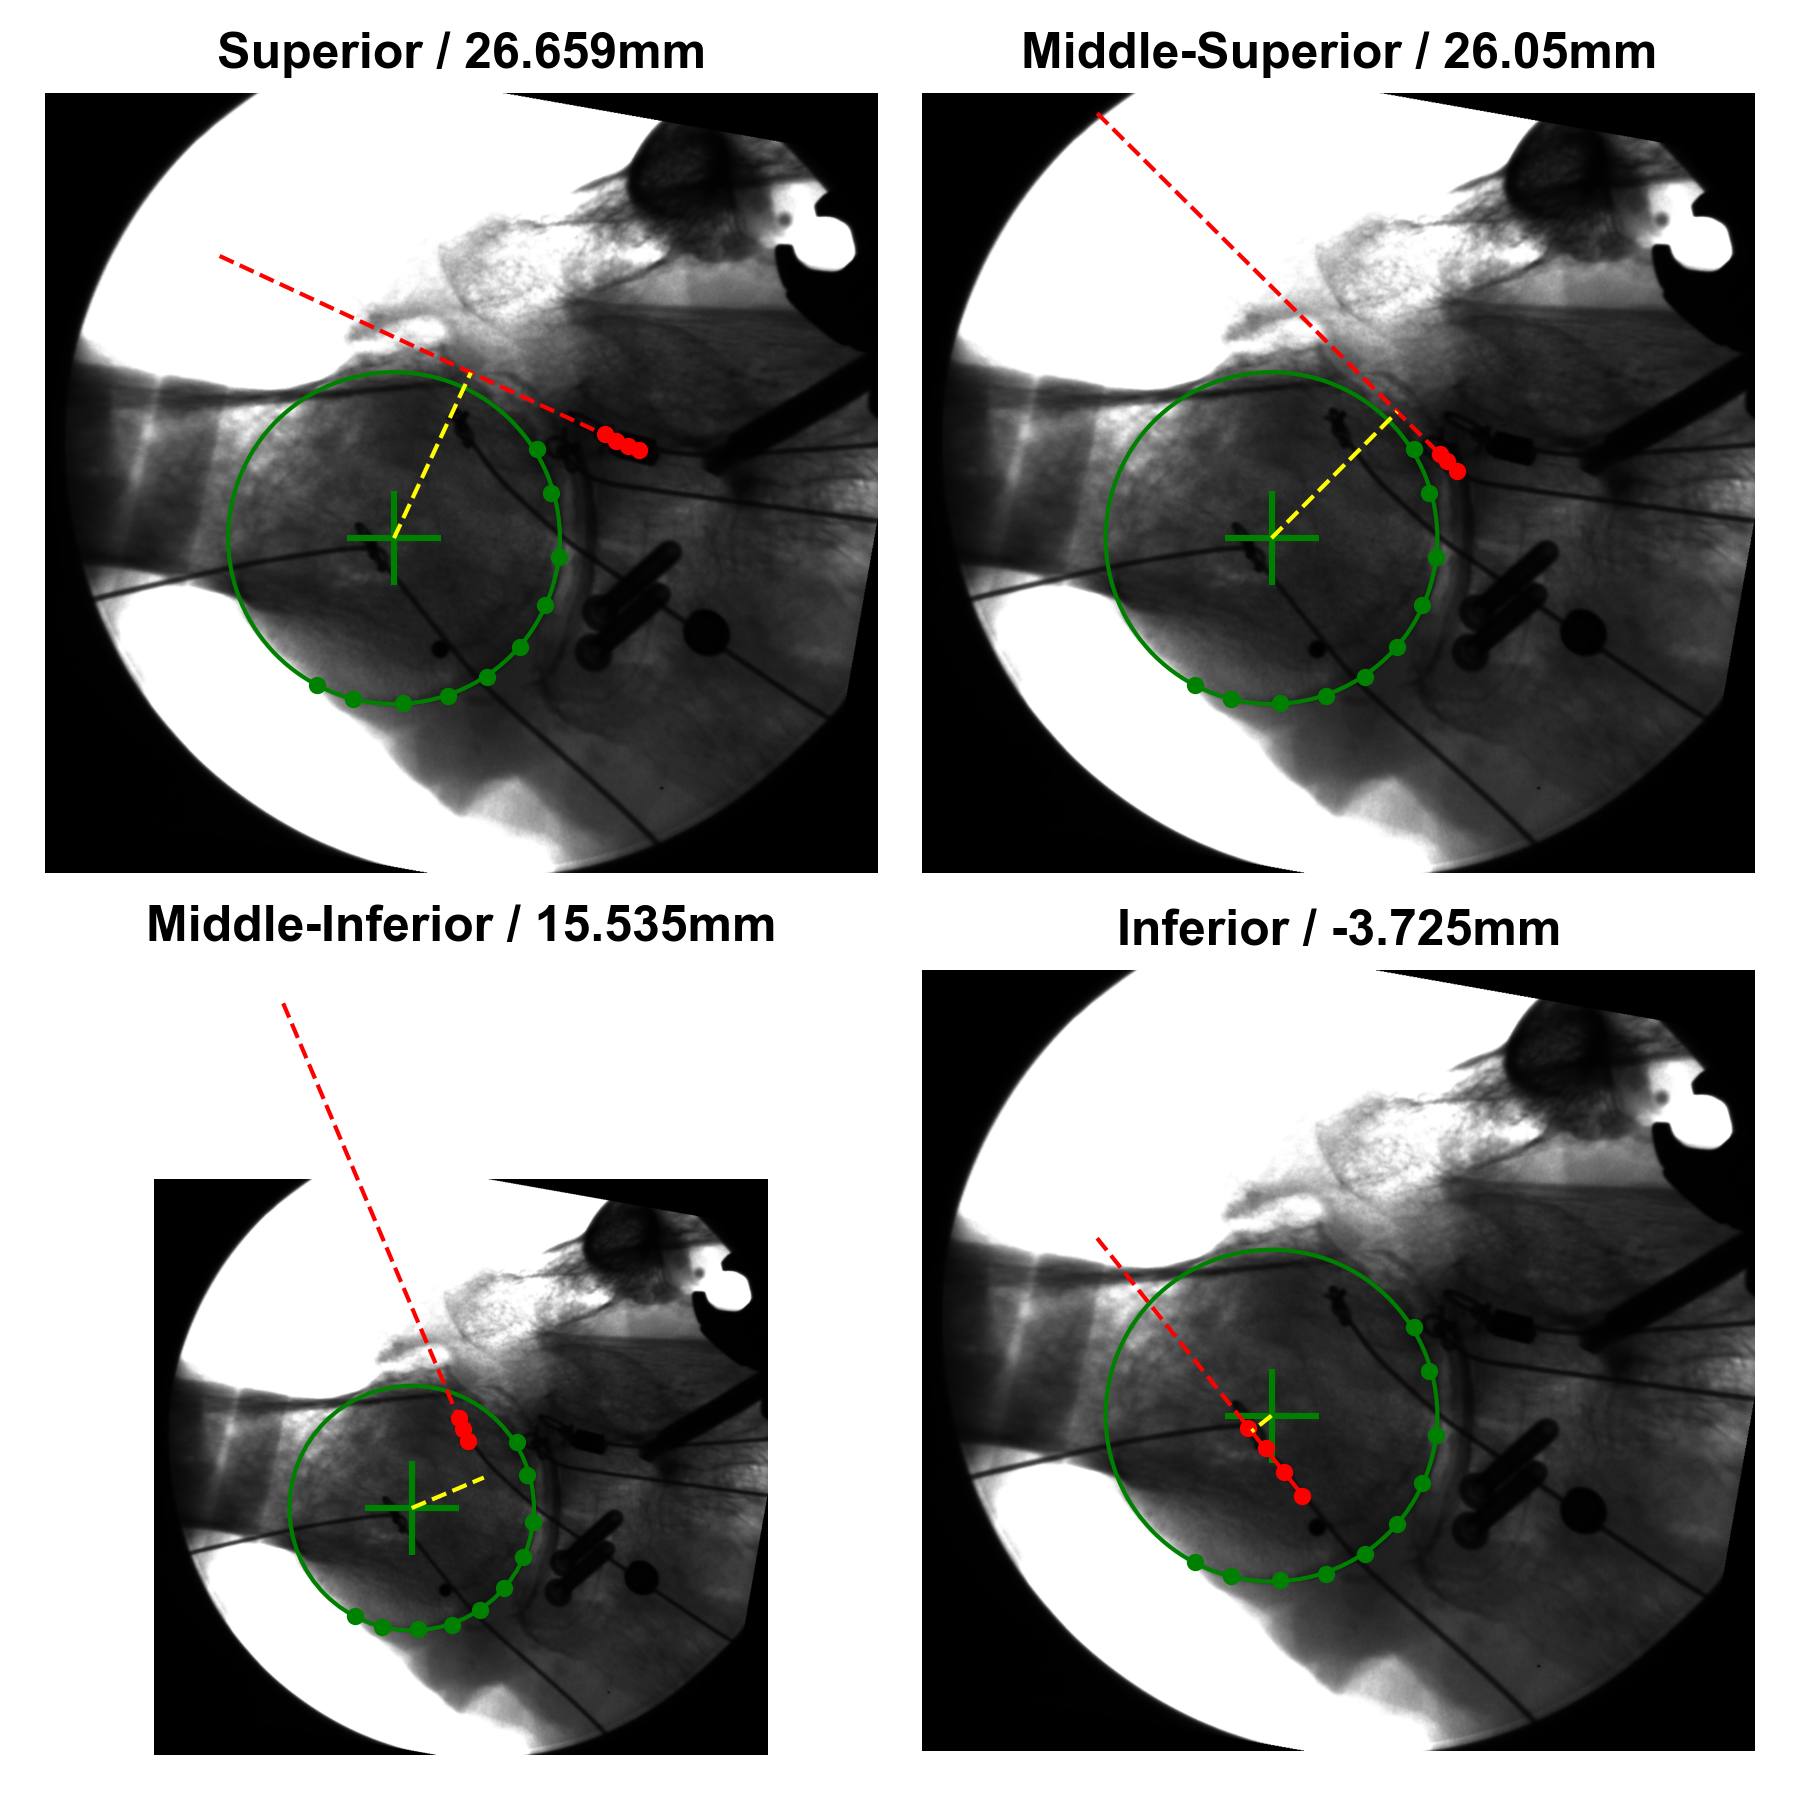 Superior / 26.659mm
Middle-Superior / 26.05mm
Middle-Inferior / 15.535mm
Inferior / -3.725mm